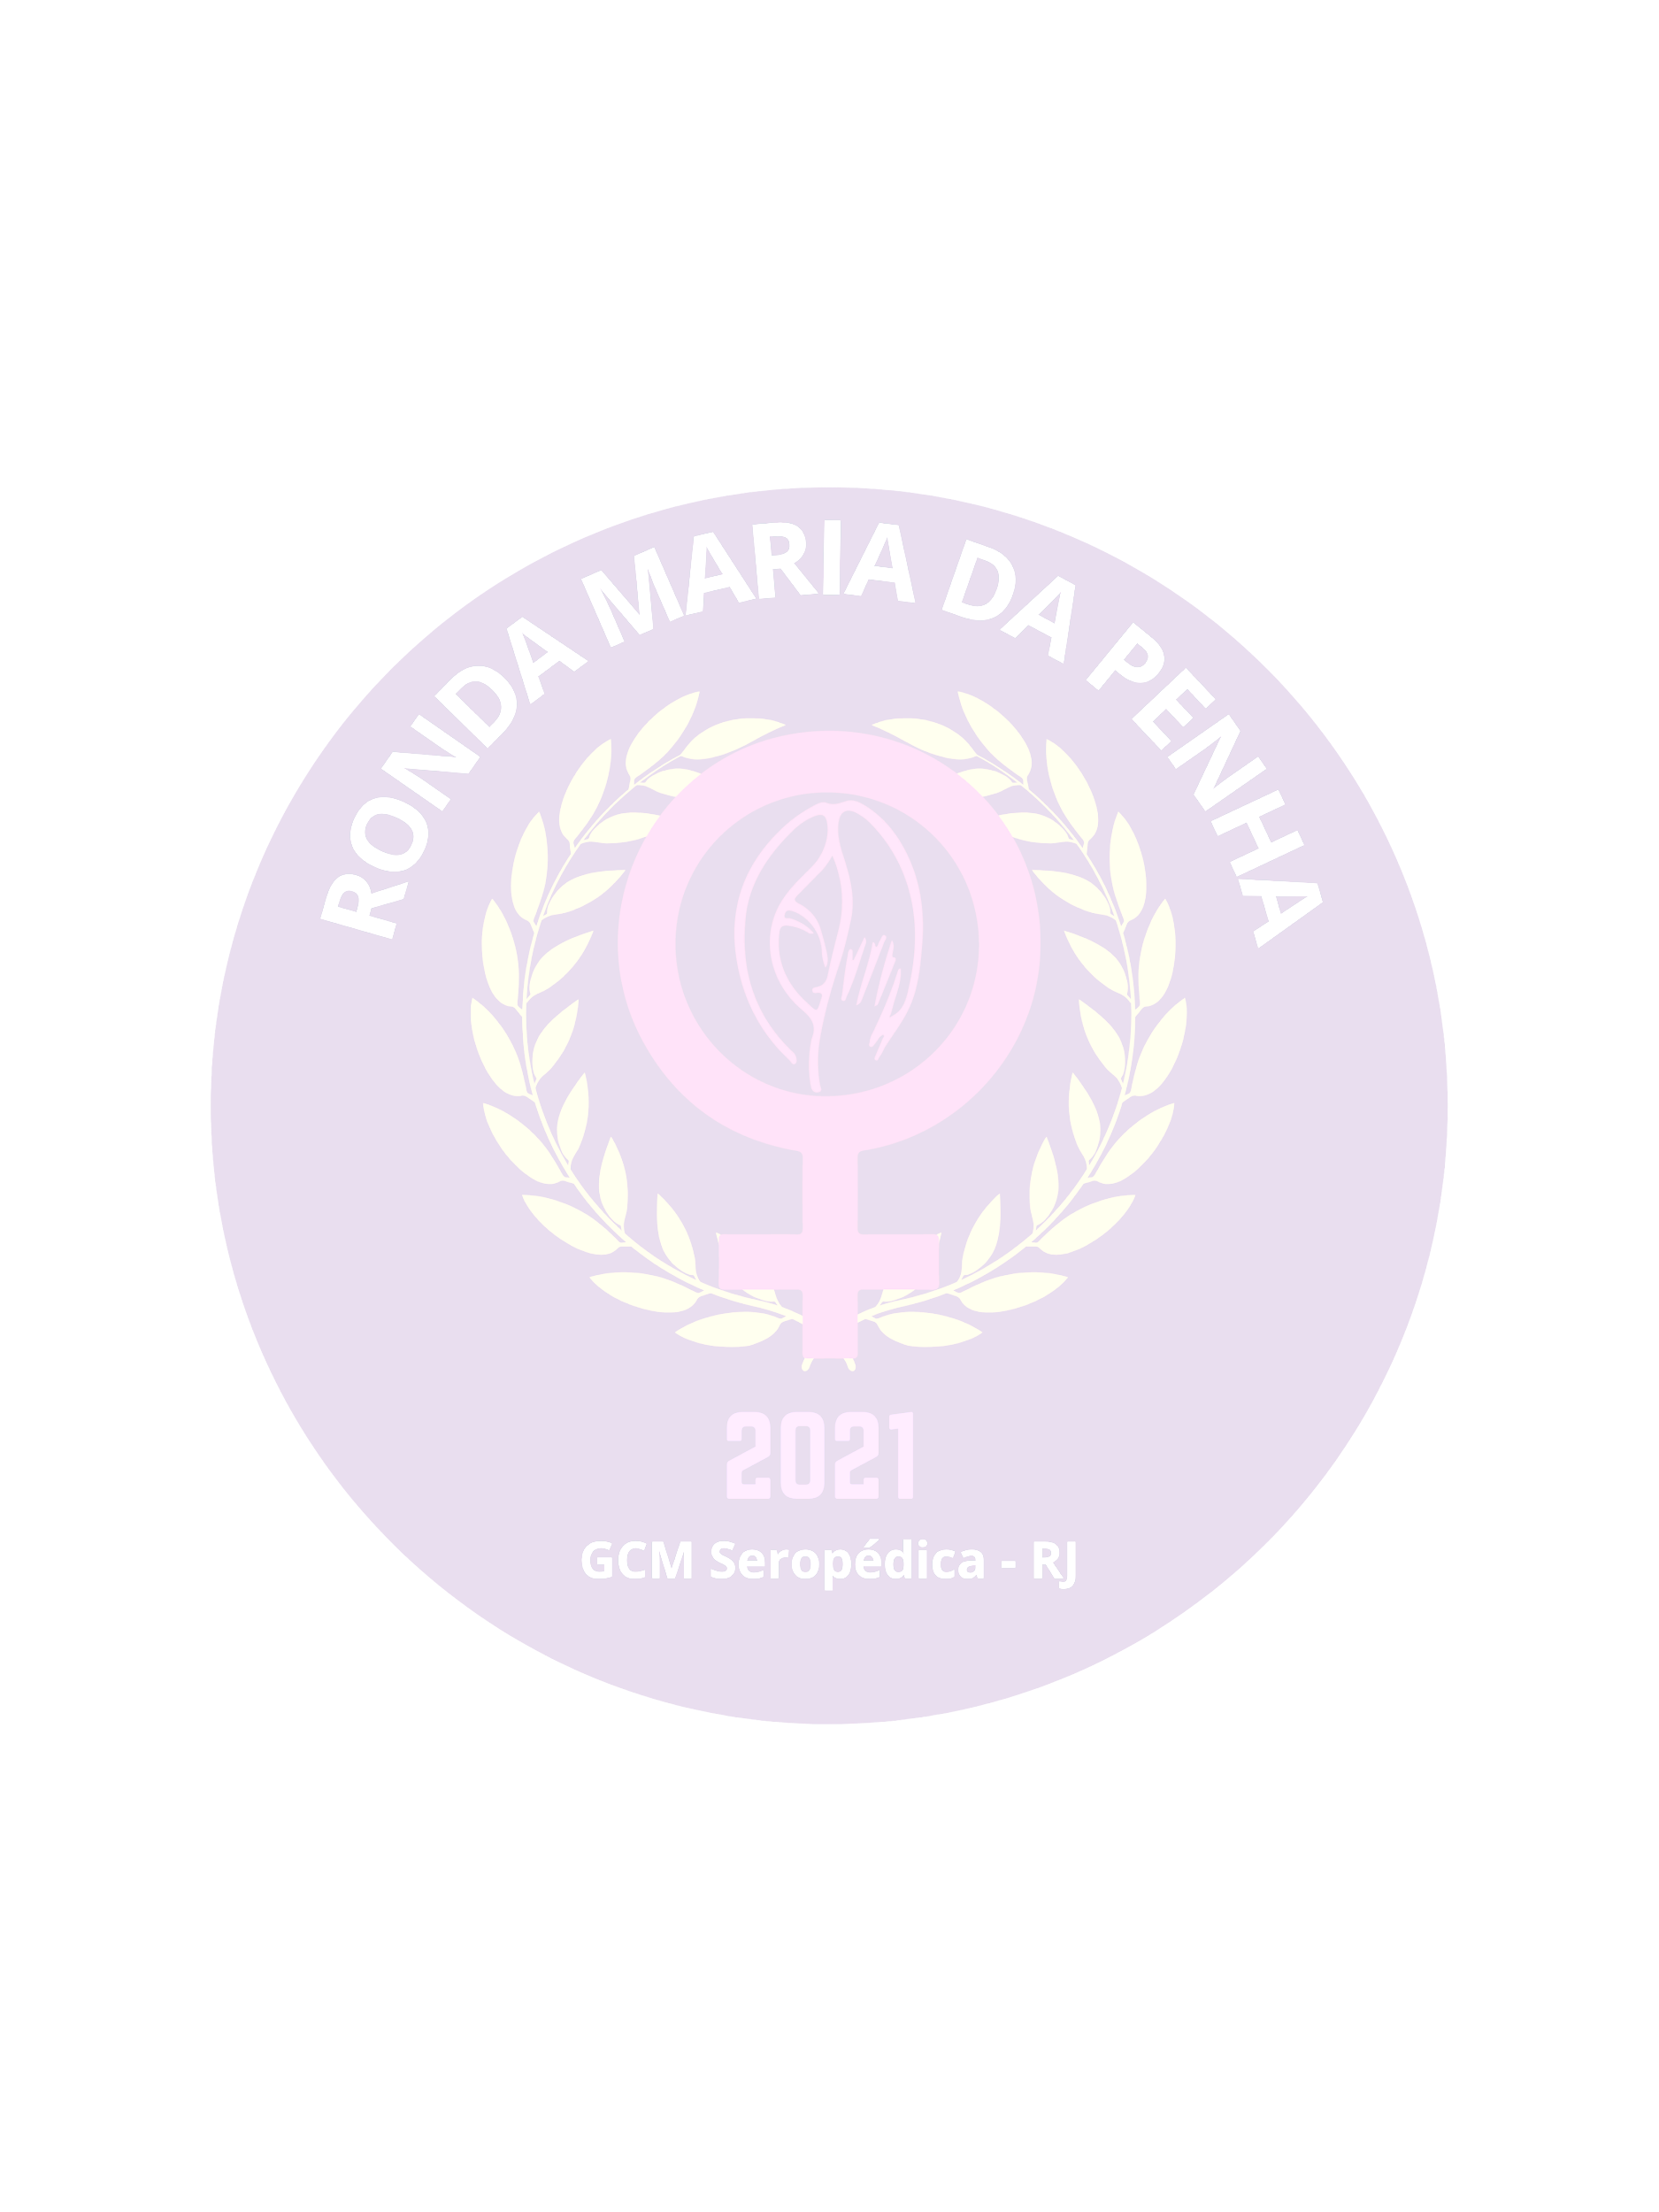 RONDA MARIA DA PENHA
2021
GCM Seropédica - RJ